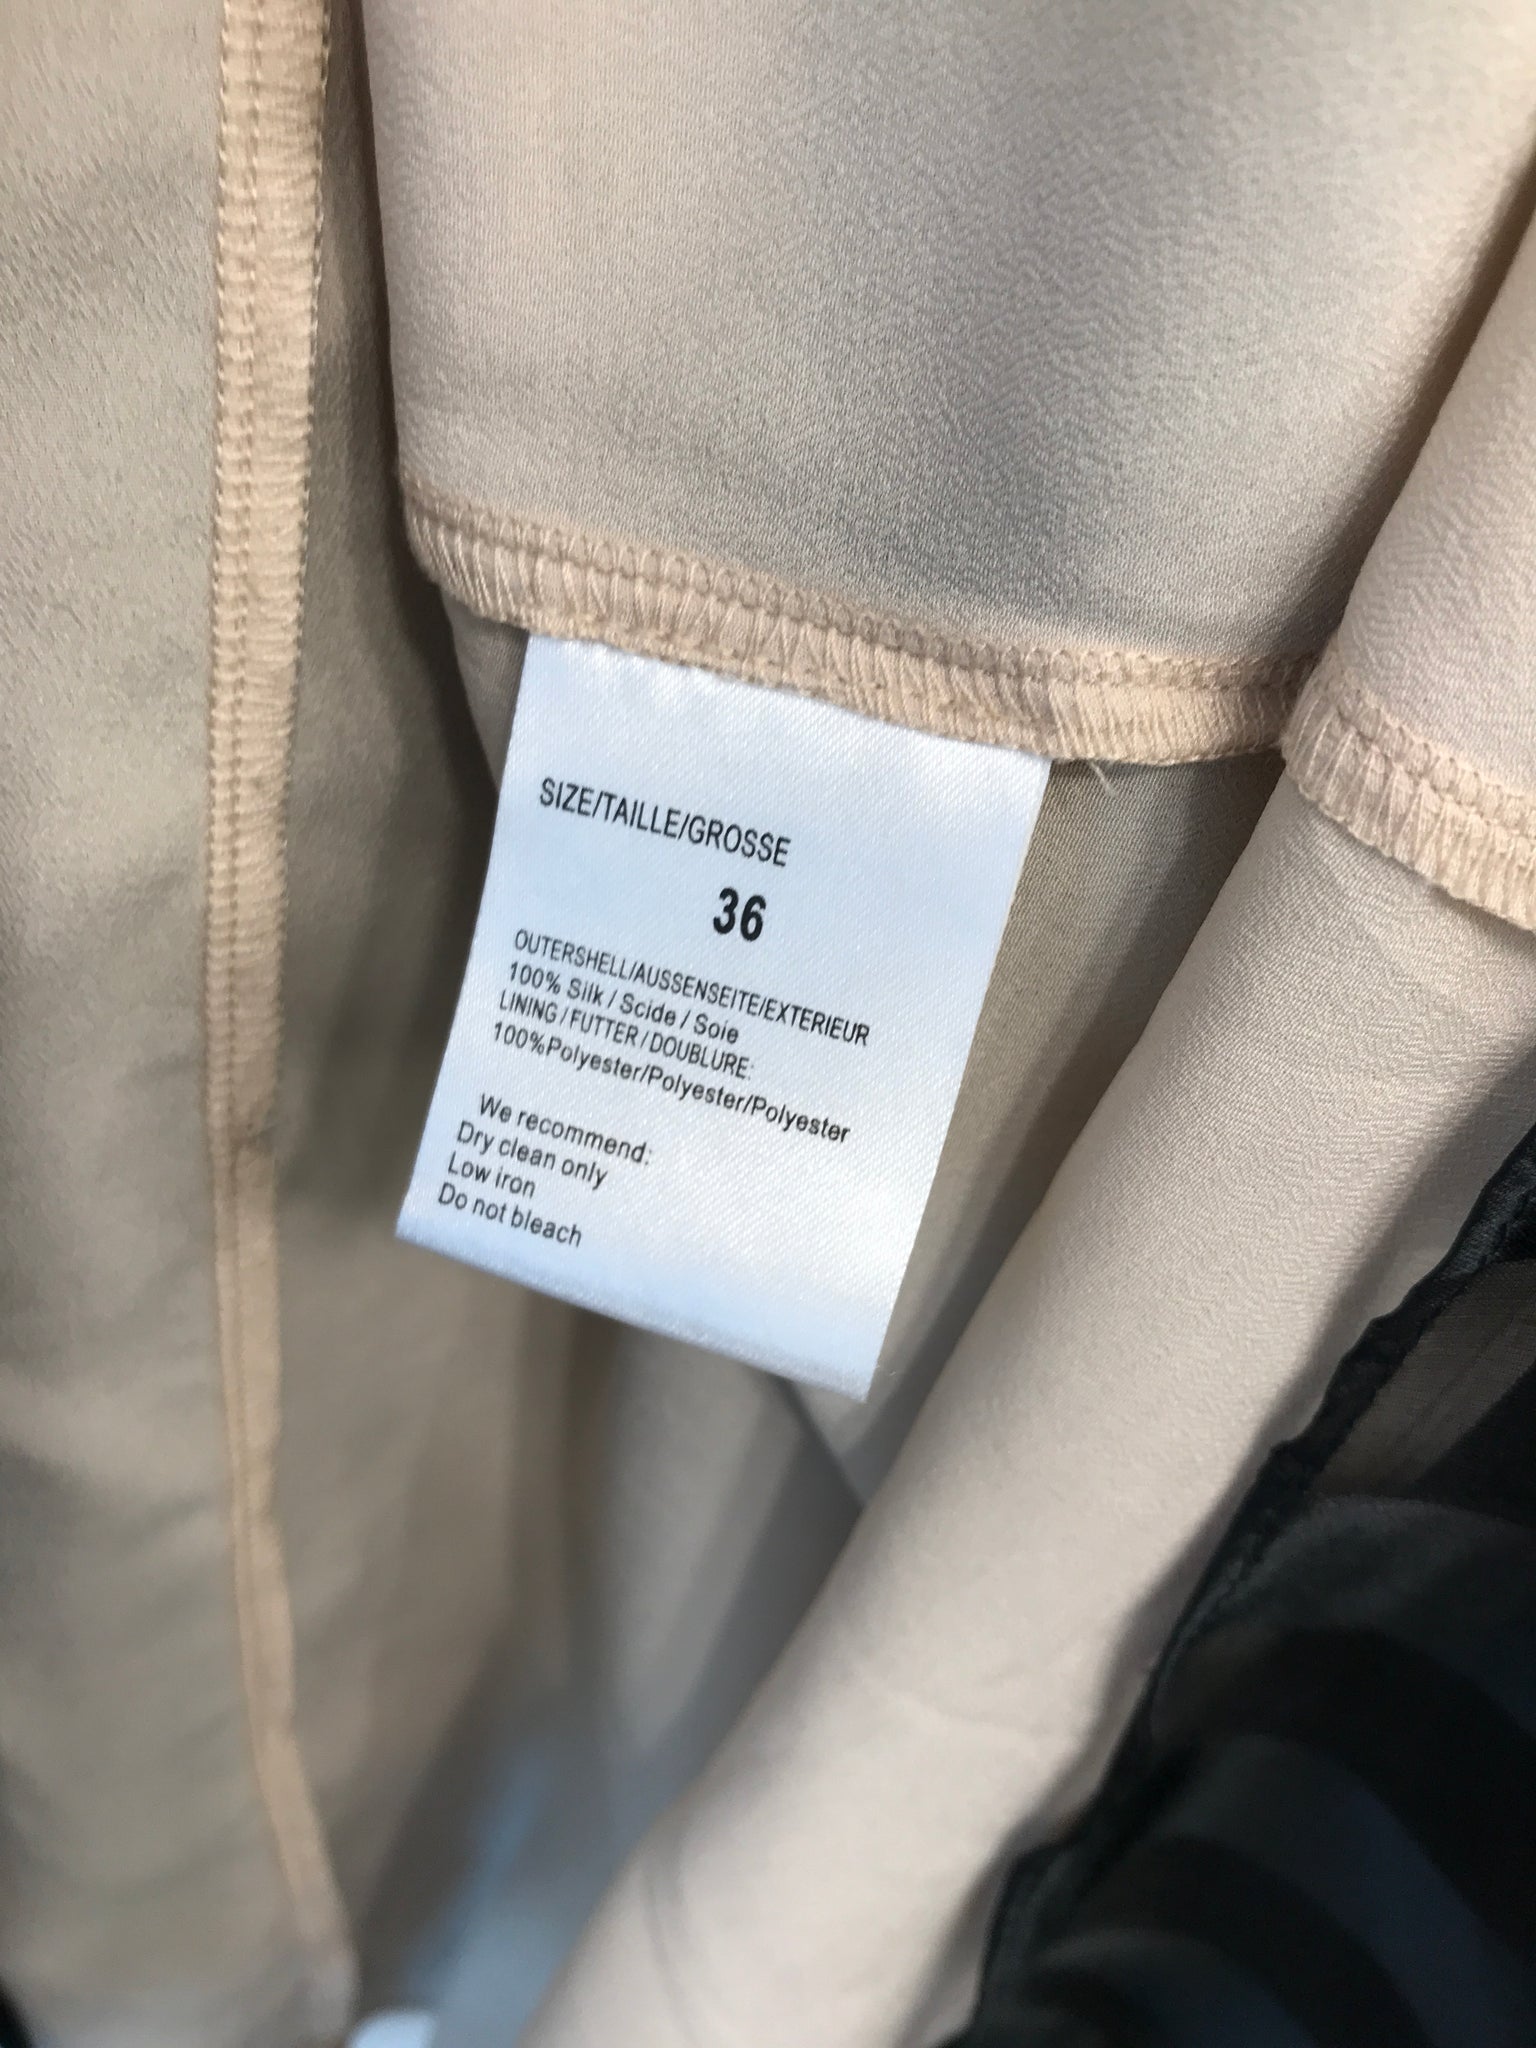 SIZE/TAILLE/GROSSE
36
OUTERSHELL/AUSSENSEITE/EXTERIEUR
100% Silk / Scide / Soie
LINING / FUTTER / DOUBLURE:
100%Polyester/Polyester/Polyester
We recommend:
Dry clean only
Low iron
Do not bleach